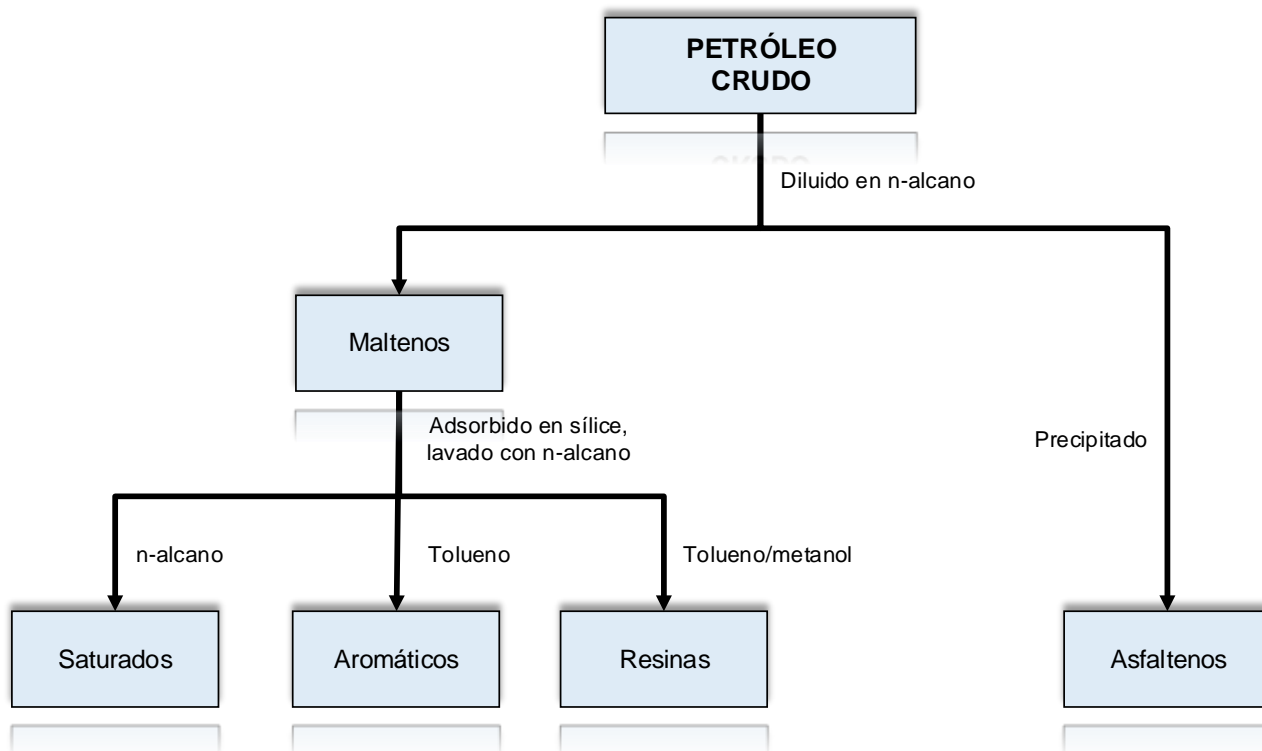 PETRÓLEO
CRUDO
Diluido en n-alcano
Maltenos
Adsorbido en sílice,
lavado con n-alcano
Precipitado
n-alcano
Tolueno
Tolueno/metanol
Saturados
Aromáticos
Resinas
Asfaltenos